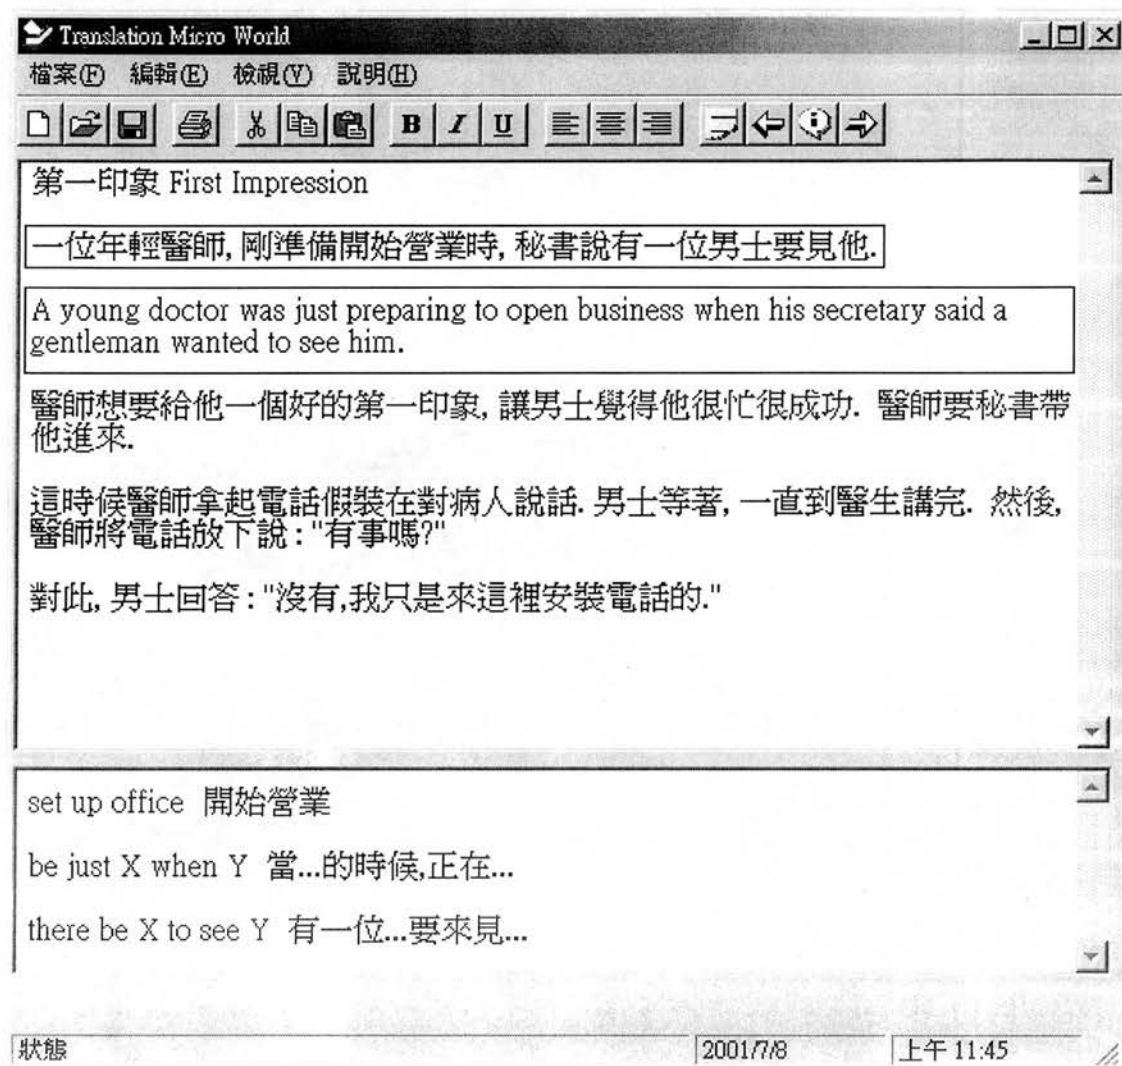 Translation Micro World
檔案(F) 編輯(E) 檢視(V) 說明(H)
B I U
第一印象 First Impression
一位年輕醫師, 剛準備開始營業時, 秘書說有一位男士要見他.
A young doctor was just preparing to open business when his secretary said a
gentleman wanted to see him.
醫師想要給他一個好的第一印象, 讓男士覺得他很忙很成功. 醫師要秘書帶
他進來.
這時候醫師拿起電話假裝在對病人說話. 男士等著, 一直到醫生講完. 然後,
醫師將電話放下說 : "有事嗎?"
對此, 男士回答 : "沒有,我只是來這裡安裝電話的."
set up office 開始營業
be just X when Y 當...的時候,正在...
there be X to see Y 有一位...要來見...
狀態 2001/7/8 上午 11:45